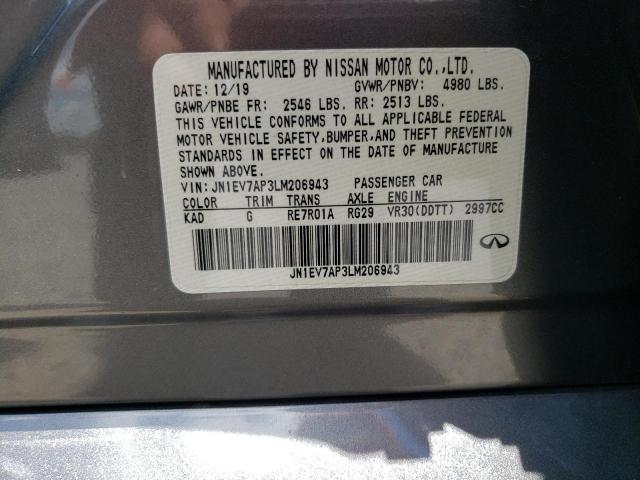 MANUFACTURED BY NISSAN MOTOR CO.,LTD.
DATE: 12/19 GVWR/PNBV: 4980 LBS.
GAWR/PNBE FR: 2546 LBS. RR: 2513 LBS.
THIS VEHICLE CONFORMS TO ALL APPLICABLE FEDERAL
MOTOR VEHICLE SAFETY,BUMPER,AND THEFT PREVENTION
STANDARDS IN EFFECT ON THE DATE OF MANUFACTURE
SHOWN ABOVE.
VIN: JN1EV7AP3LM206943 PASSENGER CAR
COLOR TRIM TRANS AXLE ENGINE
KAD G RE7R01A RG29 VR30(DDTT) 2997CC
JN1EV7AP3LM206943